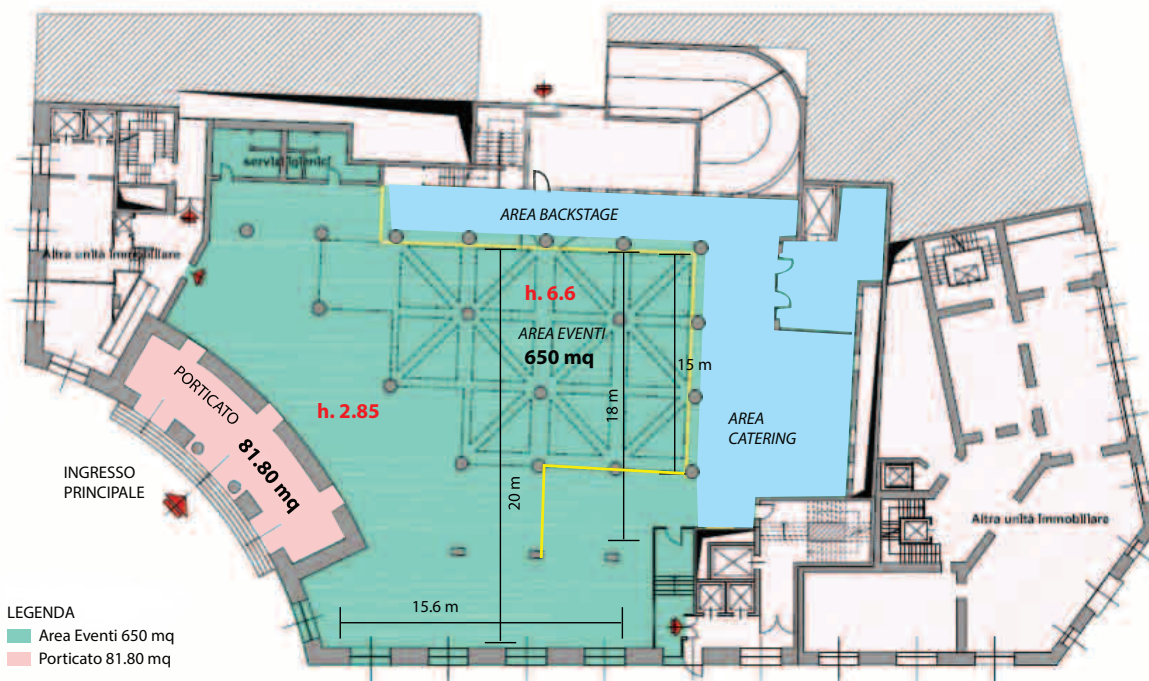 servizi igienici
AREA BACKSTAGE
Altra unità immobiliare
h. 6.6
AREA EVENTI
650 mq
15 m
18 m
PORTICATO
81.80 mq
h. 2.85
AREA
CATERING
INGRESSO
PRINCIPALE
20 m
Altra unità immobiliare
15.6 m
LEGENDA
Area Eventi 650 mq
Porticato 81.80 mq